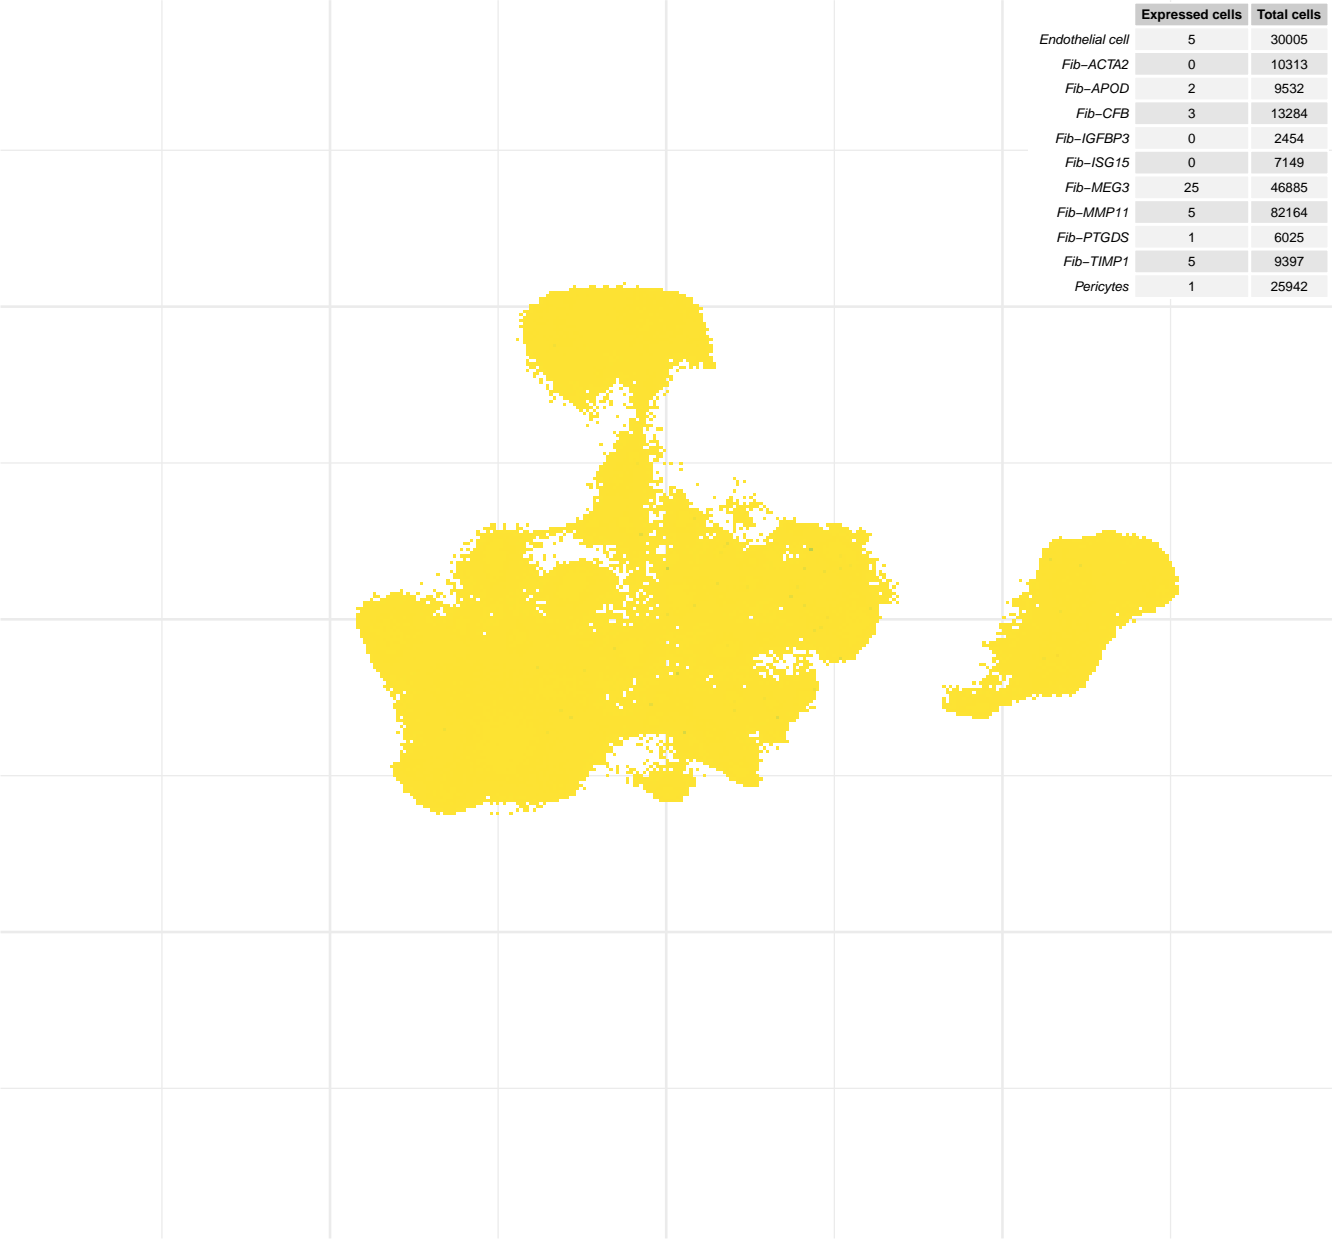 Expressed cells Total cells
Endothelial cell 5 30005
Fib−ACTA2 0 10313
Fib−APOD 2 9532
Fib−CFB 3 13284
Fib−IGFBP3 0 2454
Fib−ISG15 0 7149
Fib−MEG3 25 46885
Fib−MMP11 5 82164
Fib−PTGDS 1 6025
Fib−TIMP1 5 9397
Pericytes 1 25942